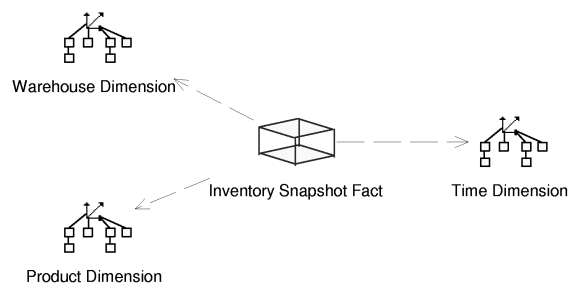 Warehouse Dimension
Inventory Snapshot Fact
Time Dimension
Product Dimension